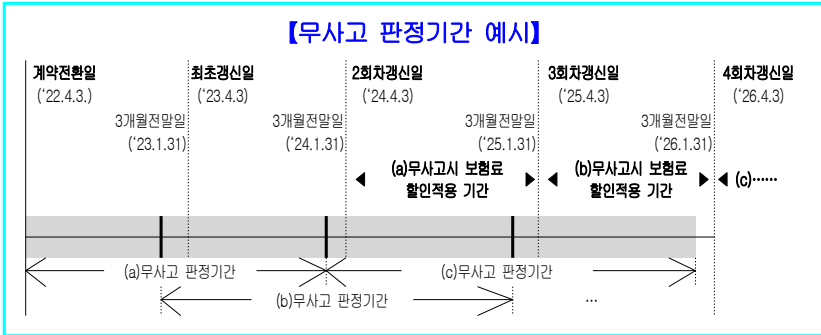 【무사고 판정기간 예시】
계약전환일 최초갱신일 2회차갱신일 3회차갱신일 4회차갱신일
(‘22.4.3.) (‘23.4.3) (‘24.4.3) (‘25.4.3) (‘26.4.3)
3개월전말일 3개월전말일 3개월전말일 3개월전말일
(‘23.1.31) (‘24.1.31) (‘25.1.31) (‘26.1.31)
(a)무사고시 보험료 (b)무사고시 보험료
할인적용 기간 할인적용 기간 (c)……
(a)무사고 판정기간 (c)무사고 판정기간
(b)무사고 판정기간 …